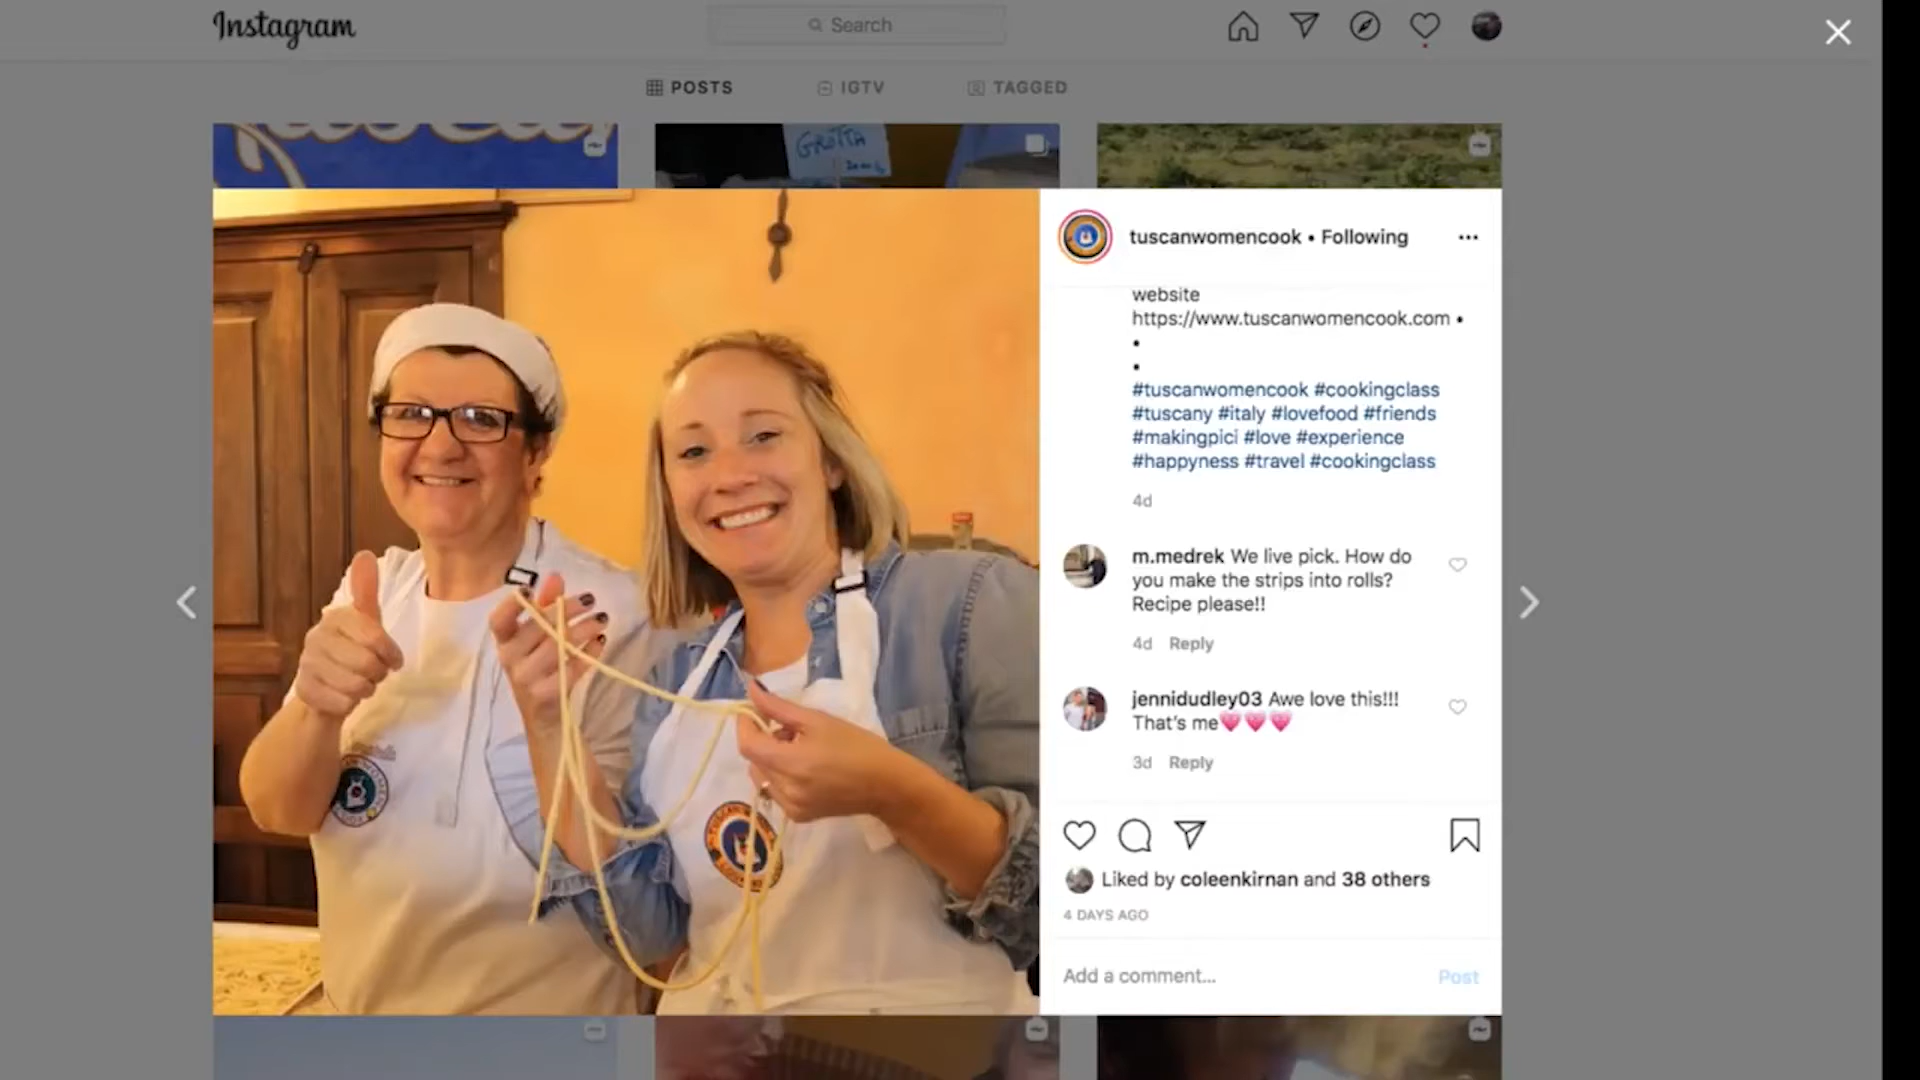 Instagram
Search
POSTS
IGTV
TAGGED
GROTTA
tuscanwomencook • Following
website
https://www.tuscanwomencook.com •
•
•
#tuscanwomencook #cookingclass
#tuscany #italy #lovefood #friends
#makingpici #love #experience
#happyness #travel #cookingclass
4d
m.medrek We live pick. How do
you make the strips into rolls?
Recipe please!!
4d Reply
jennidudley03 Awe love this!!!
That's me💗💗💗
3d Reply
Liked by coleenkirnan and 38 others
4 DAYS AGO
Add a comment...
Post